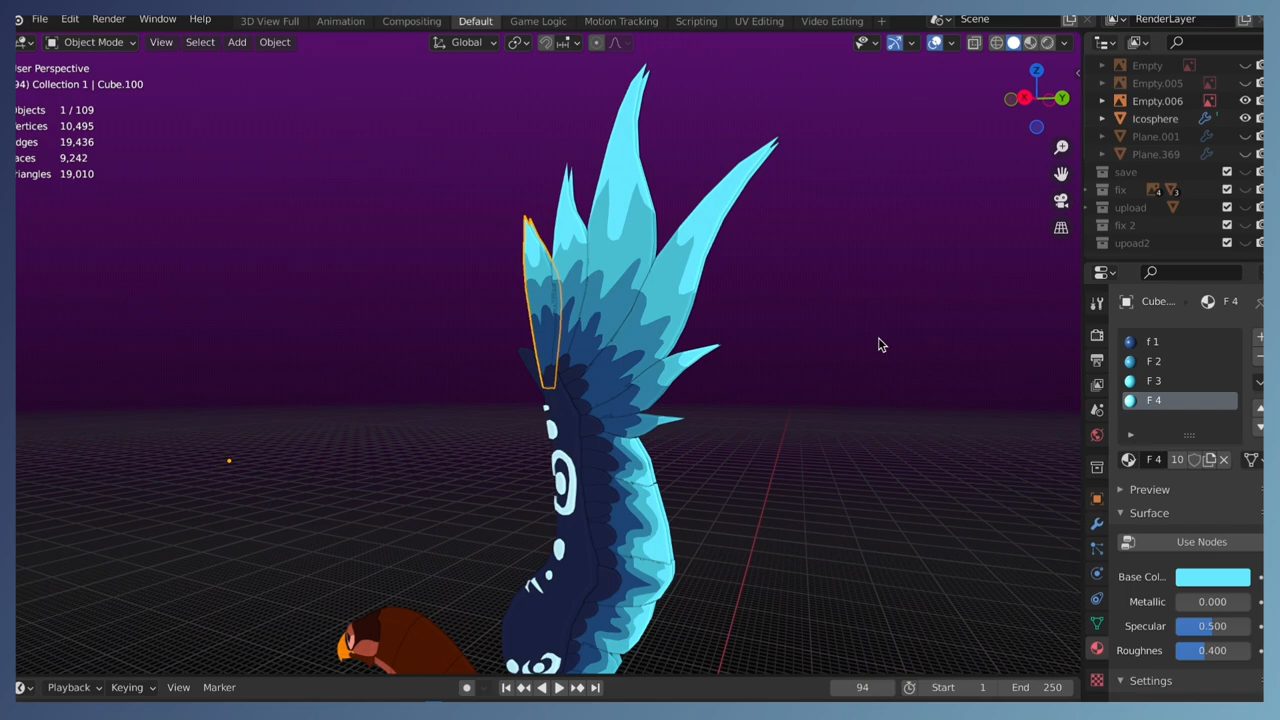 File Edit Render Window Help 3D View Full Animation Compositing Default Game Logic Motion Tracking Scripting UV Editing Video Editing + Scene RenderLayer
Object Mode View Select Add Object Global
User Perspective
94) Collection 1 | Cube.100
Objects 1 / 109
Vertices 10,495
Edges 19,436
Faces 9,242
Triangles 19,010
Z
X
Y
Empty
Empty.005
Empty.006
Icosphere
Plane.001
Plane.369
save
fix 4 3
upload
fix 2
upoad2
Cube.... F 4
f 1
F 2
F 3
F 4
F 4 10
Preview
Surface
Use Nodes
Base Col...
Metallic 0.000
Specular 0.500
Roughnes 0.400
Settings
Playback Keying View Marker 94 Start 1 End 250